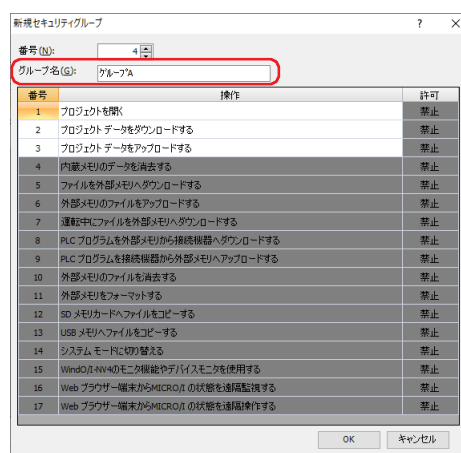 新規セキュリティグループ ? ×
番号(N): 4
グループ名(G): ｸﾞﾙｰﾌﾟA
番号 操作 許可
1 プロジェクトを開く 禁止
2 プロジェクト データをダウンロードする 禁止
3 プロジェクト データをアップロードする 禁止
4 内蔵メモリのデータを消去する 禁止
5 ファイルを外部メモリへダウンロードする 禁止
6 外部メモリのファイルをアップロードする 禁止
7 運転中にファイルを外部メモリへダウンロードする 禁止
8 PLC プログラムを外部メモリから接続機器へダウンロードする 禁止
9 PLC プログラムを接続機器から外部メモリへアップロードする 禁止
10 外部メモリのファイルを消去する 禁止
11 外部メモリをフォーマットする 禁止
12 SD メモリカードへファイルをコピーする 禁止
13 USB メモリへファイルをコピーする 禁止
14 システム モードに切り替える 禁止
15 WindO/I-NV4のモニタ機能やデバイスモニタを使用する 禁止
16 Web ブラウザー端末からMICRO/I の状態を遠隔監視する 禁止
17 Web ブラウザー端末からMICRO/I の状態を遠隔操作する 禁止
OK キャンセル